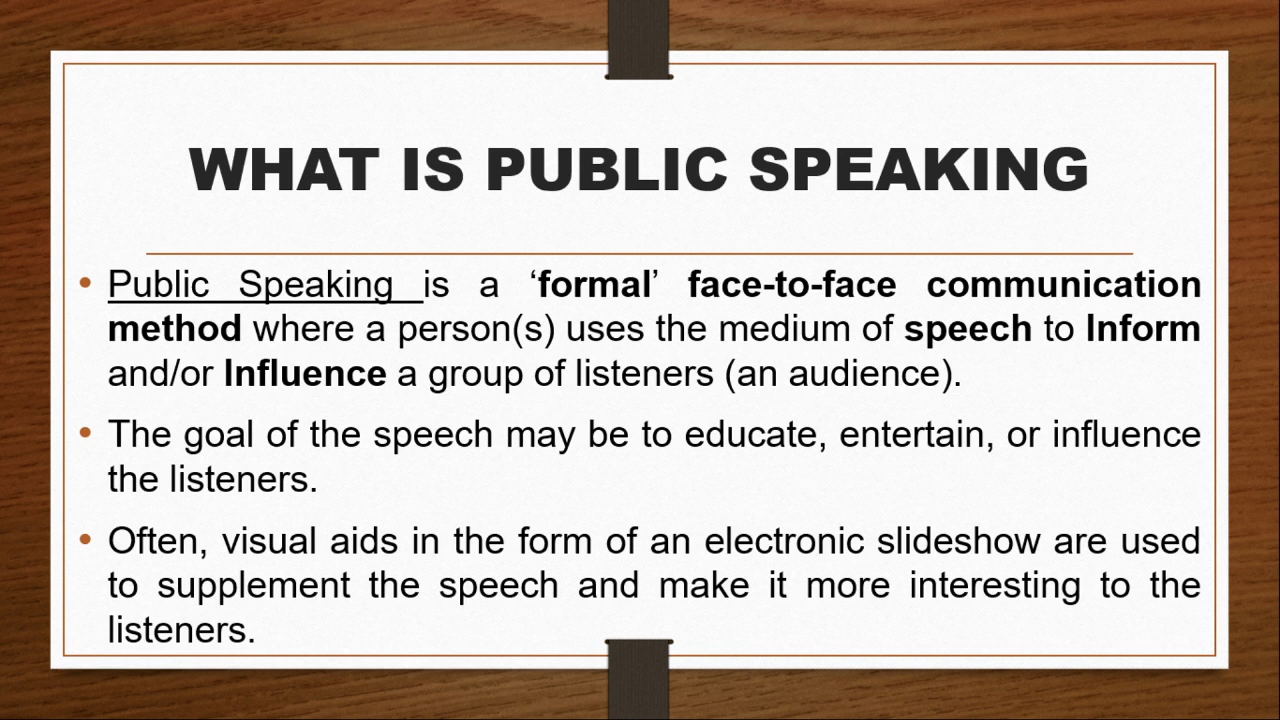 WHAT IS PUBLIC SPEAKING
• Public Speaking is a ‘formal’ face-to-face communication
method where a person(s) uses the medium of speech to Inform
and/or Influence a group of listeners (an audience).
• The goal of the speech may be to educate, entertain, or influence
the listeners.
• Often, visual aids in the form of an electronic slideshow are used
to supplement the speech and make it more interesting to the
listeners.